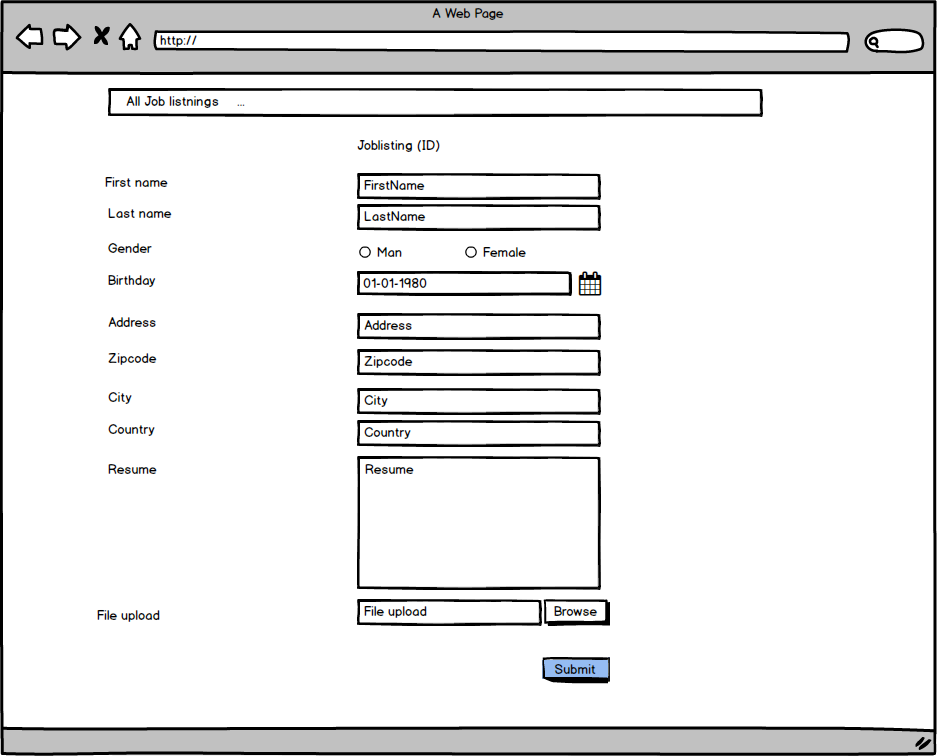 A Web Page
http://
All Job listnings ...
Joblisting (ID)
First name FirstName
Last name LastName
Gender Man Female
Birthday 01-01-1980
Address Address
Zipcode Zipcode
City City
Country Country
Resume Resume
File upload File upload Browse
Submit